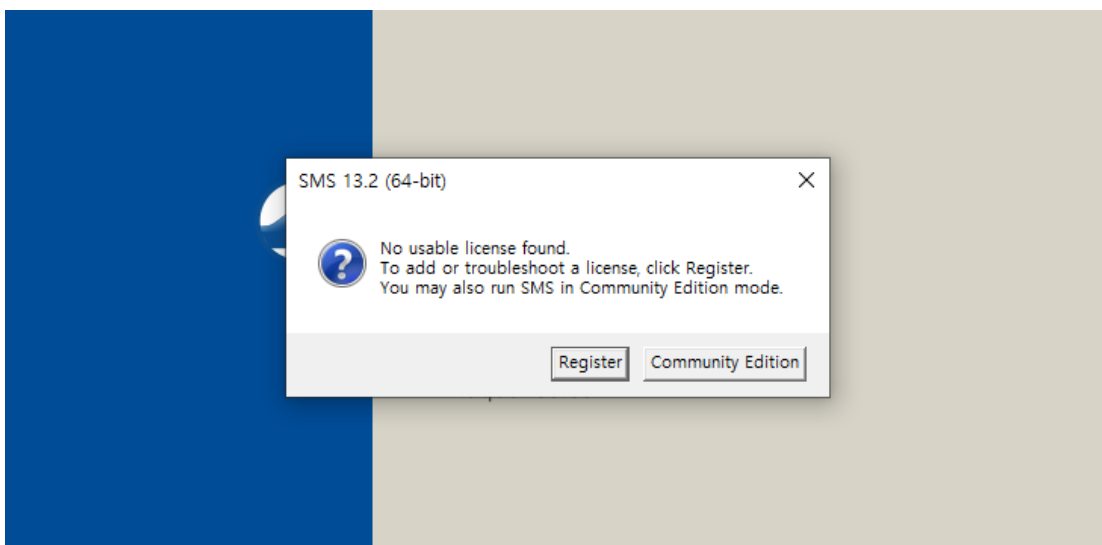 SMS 13.2 (64-bit)
No usable license found.
To add or troubleshoot a license, click Register.
You may also run SMS in Community Edition mode.
Register
Community Edition